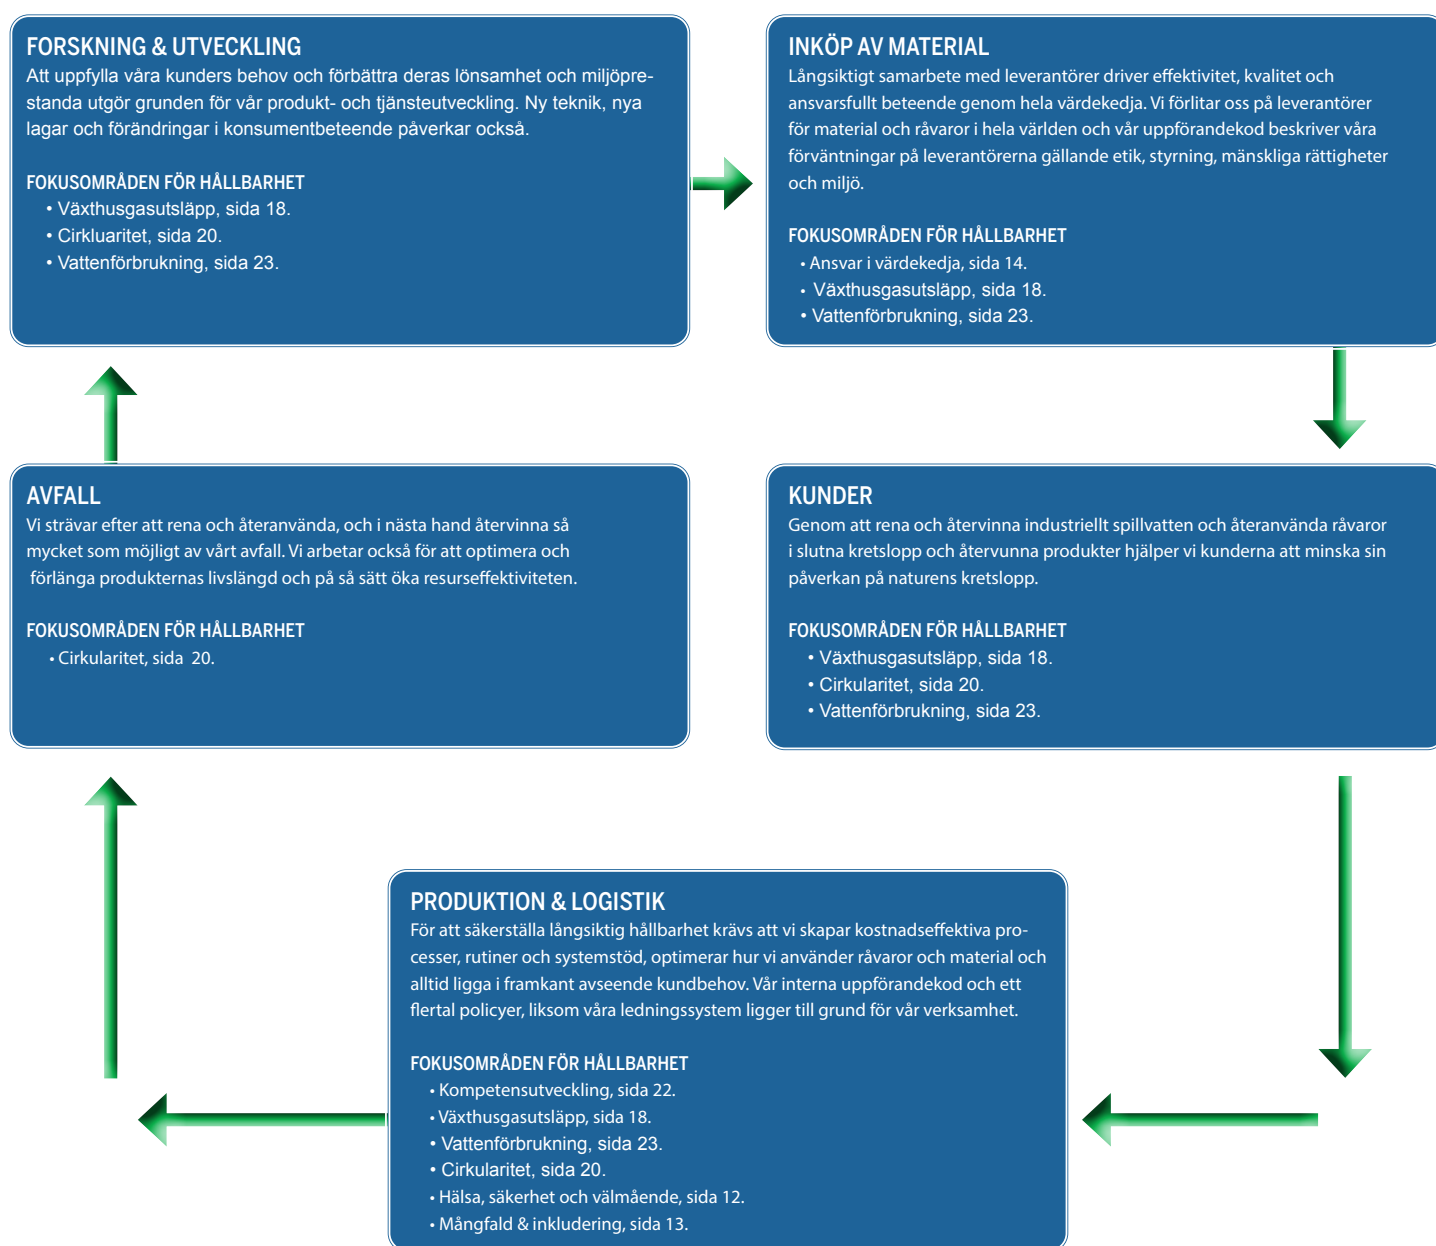 FORSKNING & UTVECKLING
Att uppfylla våra kunders behov och förbättra deras lönsamhet och miljöpre-
standa utgör grunden för vår produkt- och tjänsteutveckling. Ny teknik, nya
lagar och förändringar i konsumentbeteende påverkar också.
FOKUSOMRÅDEN FÖR HÅLLBARHET
• Växthusgasutsläpp, sida 18.
• Cirkluaritet, sida 20.
• Vattenförbrukning, sida 23.
INKÖP AV MATERIAL
Långsiktigt samarbete med leverantörer driver effektivitet, kvalitet och
ansvarsfullt beteende genom hela värdekedja. Vi förlitar oss på leverantörer
för material och råvaror i hela världen och vår uppförandekod beskriver våra
förväntningar på leverantörerna gällande etik, styrning, mänskliga rättigheter
och miljö.
FOKUSOMRÅDEN FÖR HÅLLBARHET
• Ansvar i värdekedja, sida 14.
• Växthusgasutsläpp, sida 18.
• Vattenförbrukning, sida 23.
AVFALL
Vi strävar efter att rena och återanvända, och i nästa hand återvinna så
mycket som möjligt av vårt avfall. Vi arbetar också för att optimera och
förlänga produkternas livslängd och på så sätt öka resurseffektiviteten.
FOKUSOMRÅDEN FÖR HÅLLBARHET
• Cirkularitet, sida 20.
KUNDER
Genom att rena och återvinna industriellt spillvatten och återanvända råvaror
i slutna kretslopp och återvunna produkter hjälper vi kunderna att minska sin
påverkan på naturens kretslopp.
FOKUSOMRÅDEN FÖR HÅLLBARHET
• Växthusgasutsläpp, sida 18.
• Cirkularitet, sida 20.
• Vattenförbrukning, sida 23.
PRODUKTION & LOGISTIK
För att säkerställa långsiktig hållbarhet krävs att vi skapar kostnadseffektiva pro-
cesser, rutiner och systemstöd, optimerar hur vi använder råvaror och material och
alltid ligga i framkant avseende kundbehov. Vår interna uppförandekod och ett
flertal policyer, liksom våra ledningssystem ligger till grund för vår verksamhet.
FOKUSOMRÅDEN FÖR HÅLLBARHET
• Kompetensutveckling, sida 22.
• Växthusgasutsläpp, sida 18.
• Vattenförbrukning, sida 23.
• Cirkularitet, sida 20.
• Hälsa, säkerhet och välmående, sida 12.
• Mångfald & inkludering, sida 13.